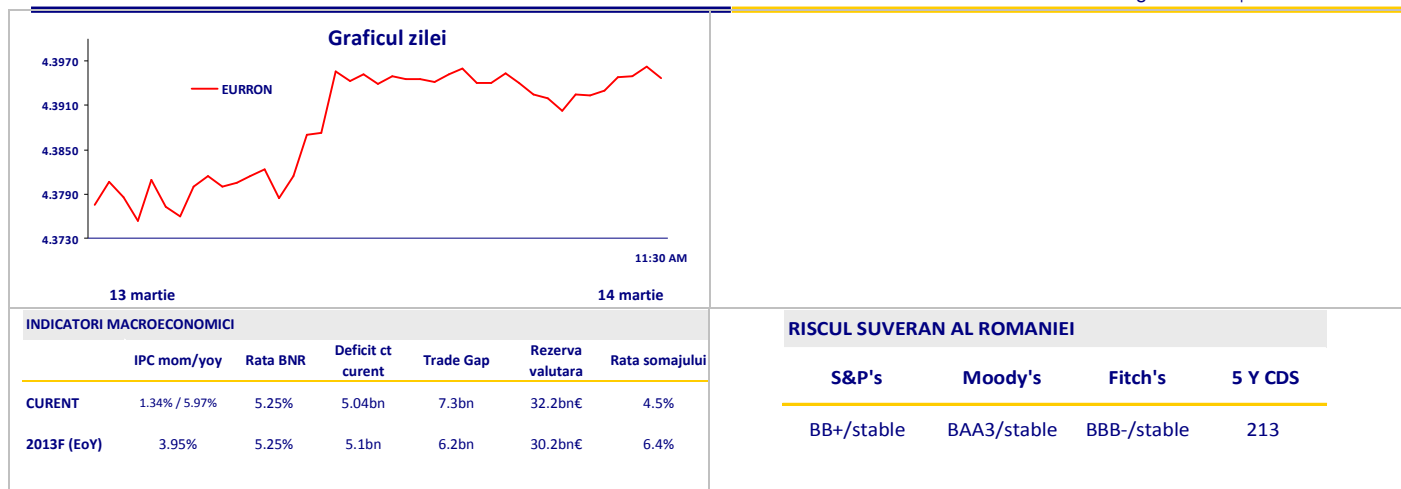 Graficul zilei
4.3970
4.3910
4.3850
4.3790
4.3730
EURRON
11:30 AM
13 martie
14 martie
INDICATORI MACROECONOMICI
IPC mom/yoy Rata BNR Deficit ct curent Trade Gap Rezerva valutara Rata somajului
CURENT 1.34% / 5.97% 5.25% 5.04bn 7.3bn 32.2bn€ 4.5%
2013F (EoY) 3.95% 5.25% 5.1bn 6.2bn 30.2bn€ 6.4%
RISCUL SUVERAN AL ROMANIEI
S&P's Moody's Fitch's 5 Y CDS
BB+/stable BAA3/stable BBB-/stable 213